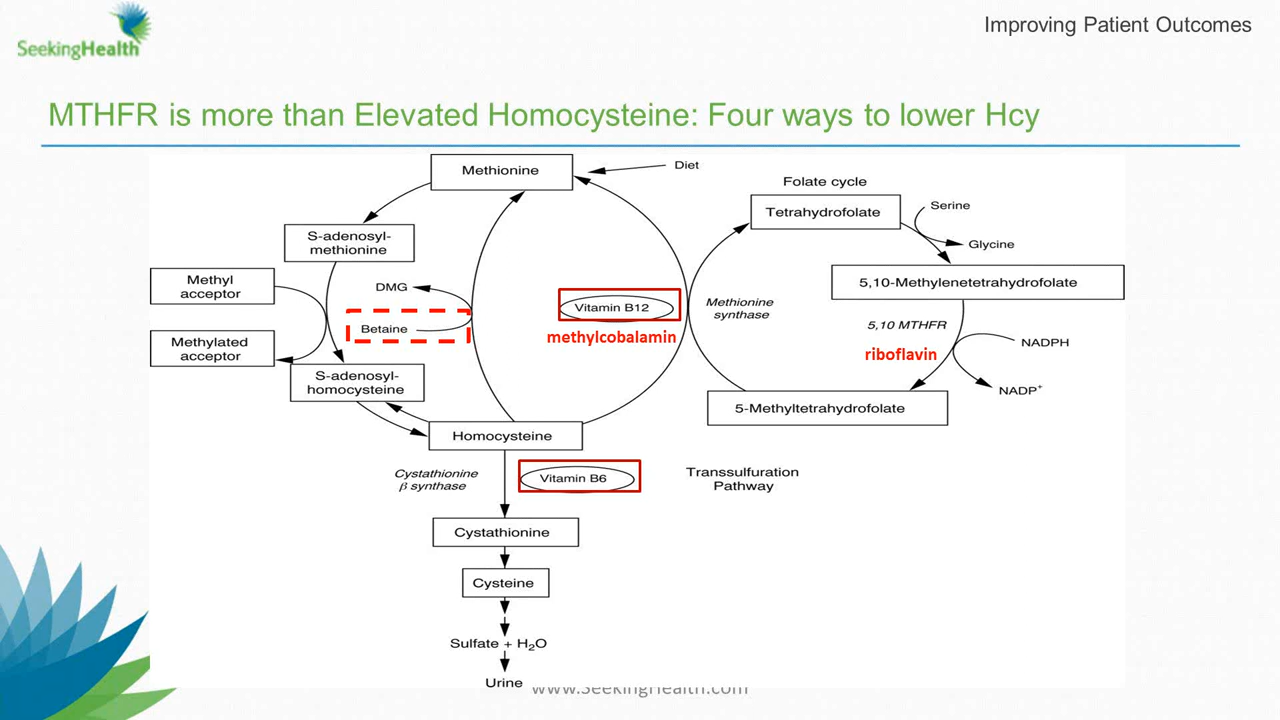 SeekingHealth
Improving Patient Outcomes
MTHFR is more than Elevated Homocysteine: Four ways to lower Hcy
Methionine
Diet
Folate cycle
Tetrahydrofolate
Serine
Glycine
S-adenosyl-
methionine
Methyl
acceptor
DMG
5,10-Methylenetetrahydrofolate
Vitamin B12
Methionine
synthase
Betaine
methylcobalamin
5,10 MTHFR
riboflavin
NADPH
Methylated
acceptor
NADP+
S-adenosyl-
homocysteine
5-Methyltetrahydrofolate
Homocysteine
Cystathionine
β synthase
Vitamin B6
Transsulfuration
Pathway
Cystathionine
Cysteine
Sulfate + H2O
Urine
www.SeekingHealth.com